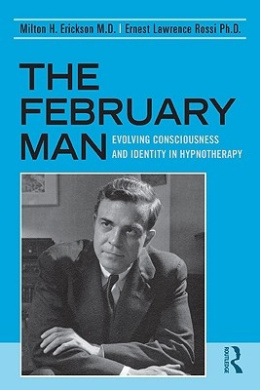 Milton H. Erickson M.D. | Ernest Lawrence Rossi Ph.D.
THE
FEBRUARY
MAN
EVOLVING CONSCIOUSNESS
AND IDENTITY IN HYPNOTHERAPY
ROUTLEDGE